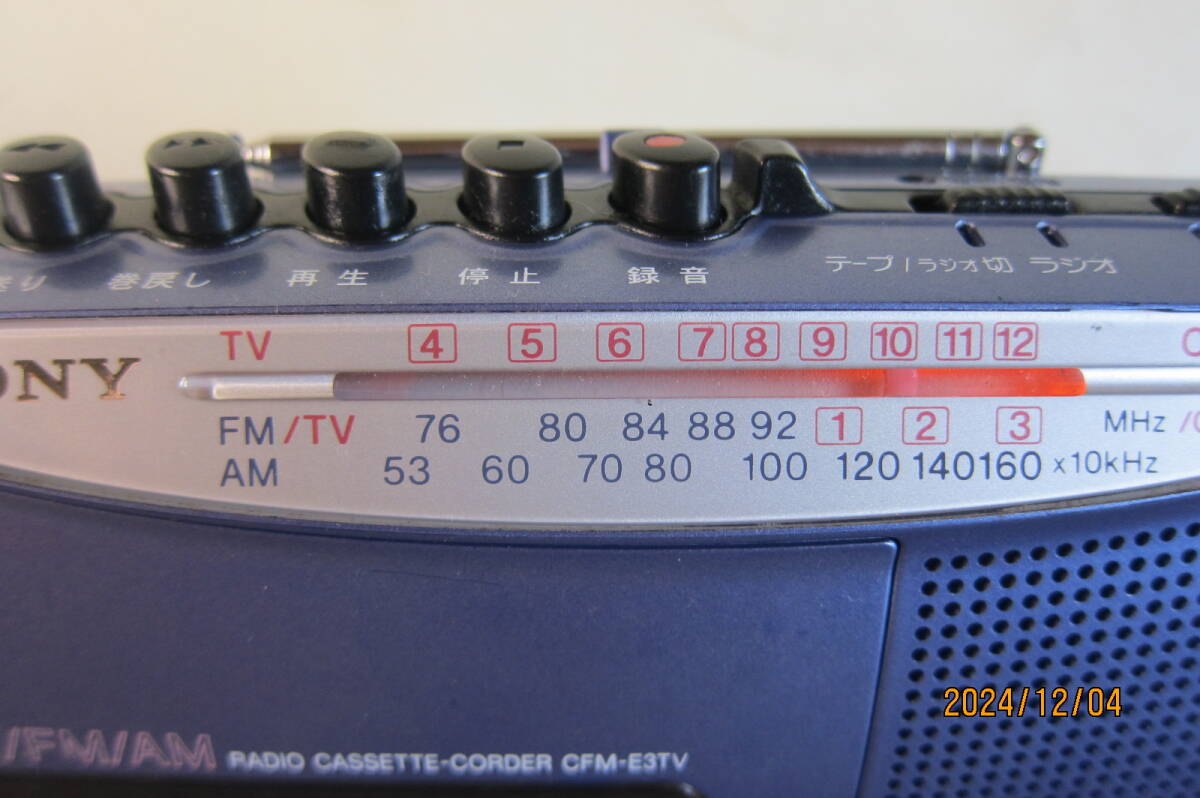 巻戻し 再生 停止 録音
テープ | ラジオ切 ラジオ
TV 4 5 6 7 8 9 10 11 12
ONY
FM/TV 76 80 84 88 92 1 2 3 MHz
AM 53 60 70 80 100 120 140 160 x10kHz
2024/12/04
/FM/AM RADIO CASSETTE-CORDER CFM-E3TV